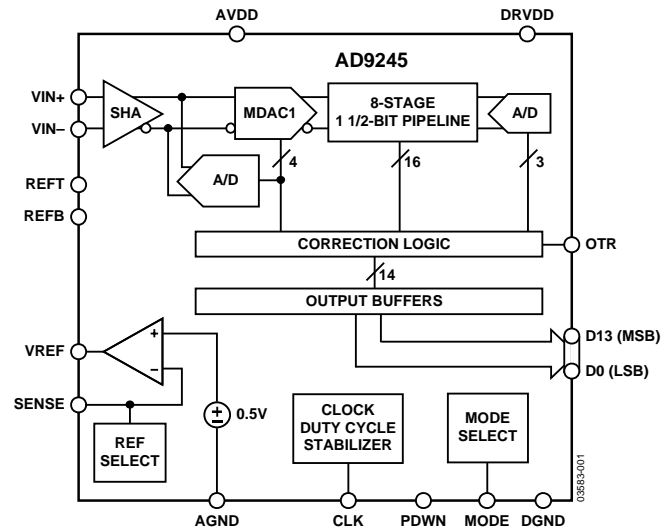 AVDD
DRVDD
AD9245
VIN+
SHA
MDAC1
8-STAGE
1 1/2-BIT PIPELINE
A/D
VIN–
4
16
3
A/D
REFT
REFB
CORRECTION LOGIC
OTR
14
OUTPUT BUFFERS
D13 (MSB)
VREF
+
–
D0 (LSB)
SENSE
0.5V
REF
SELECT
CLOCK
DUTY CYCLE
STABILIZER
MODE
SELECT
03583-001
AGND
CLK
PDWN
MODE
DGND